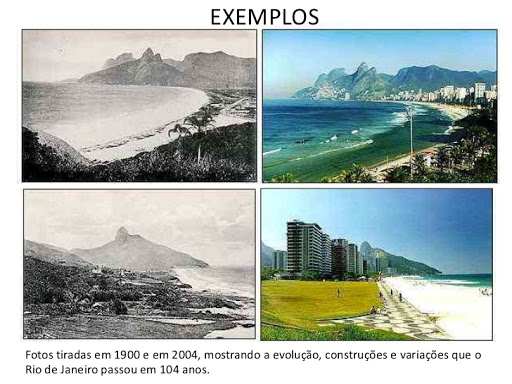 EXEMPLOS
Fotos tiradas em 1900 e em 2004, mostrando a evolução, construções e variações que o
Rio de Janeiro passou em 104 anos.